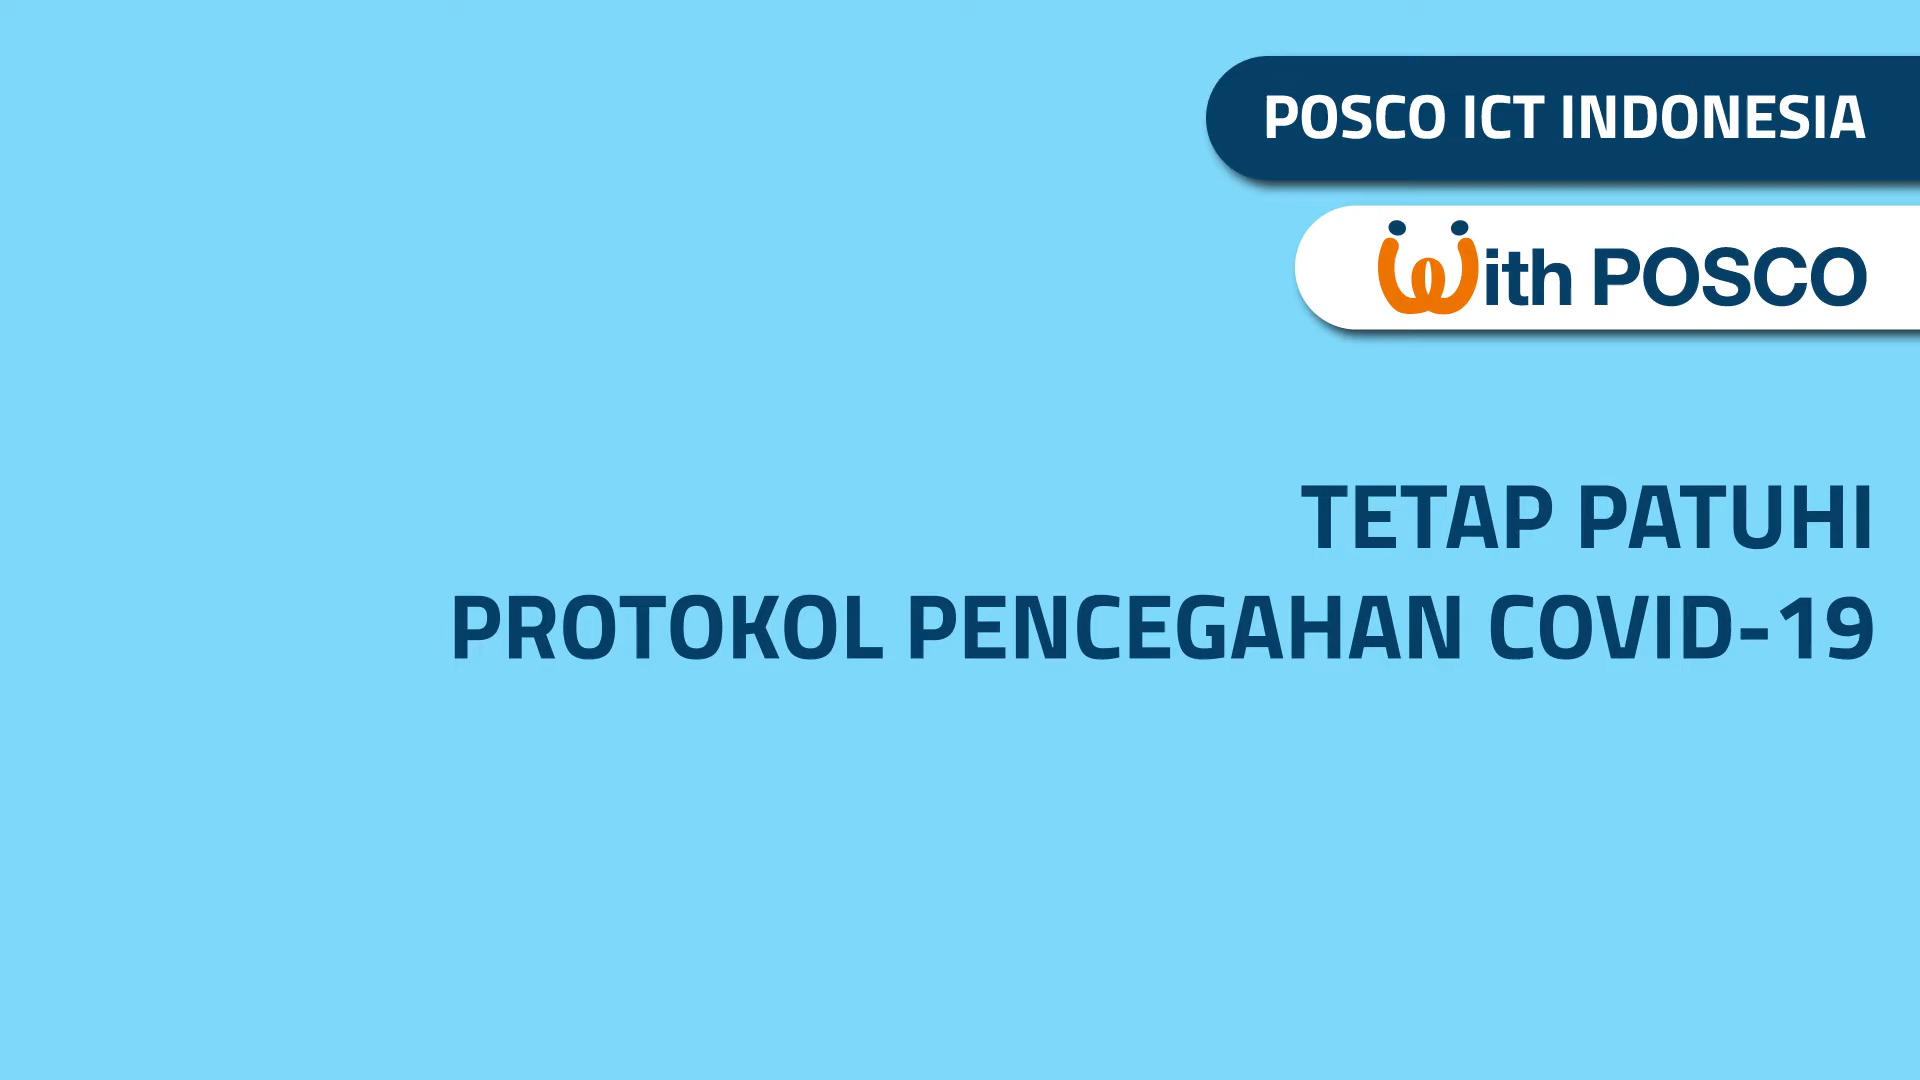 POSCO ICT INDONESIA
With POSCO
TETAP PATUHI
PROTOKOL PENCEGAHAN COVID-19